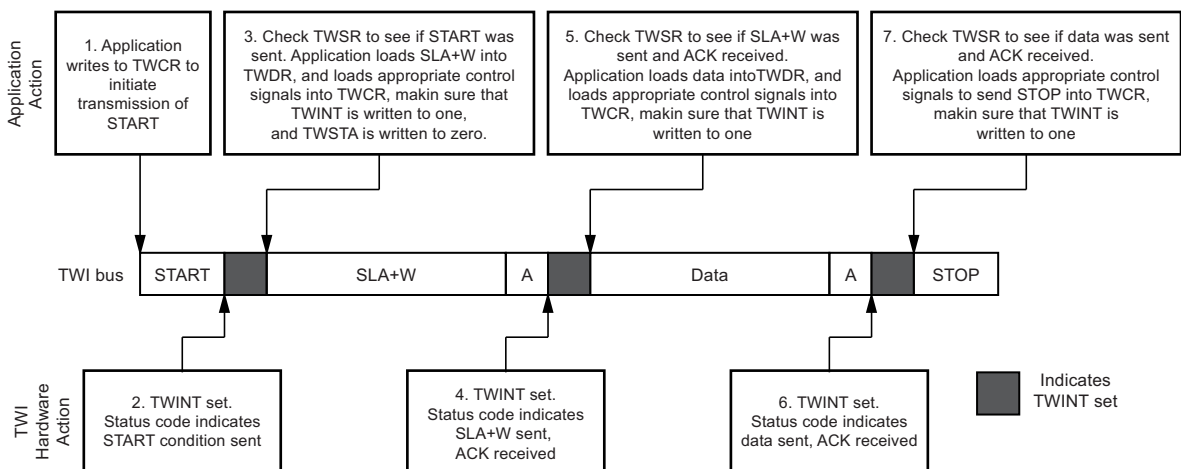 Application
Action
1. Application
writes to TWCR to
initiate
transmission of
START
3. Check TWSR to see if START was
sent. Application loads SLA+W into
TWDR, and loads appropriate control
signals into TWCR, makin sure that
TWINT is written to one,
and TWSTA is written to zero.
5. Check TWSR to see if SLA+W was
sent and ACK received.
Application loads data intoTWDR, and
loads appropriate control signals into
TWCR, makin sure that TWINT is
written to one
7. Check TWSR to see if data was sent
and ACK received.
Application loads appropriate control
signals to send STOP into TWCR,
makin sure that TWINT is
written to one
TWI bus
START
SLA+W
A
Data
A
STOP
TWI
Hardware
Action
2. TWINT set.
Status code indicates
START condition sent
4. TWINT set.
Status code indicates
SLA+W sent,
ACK received
6. TWINT set.
Status code indicates
data sent, ACK received
Indicates
TWINT set